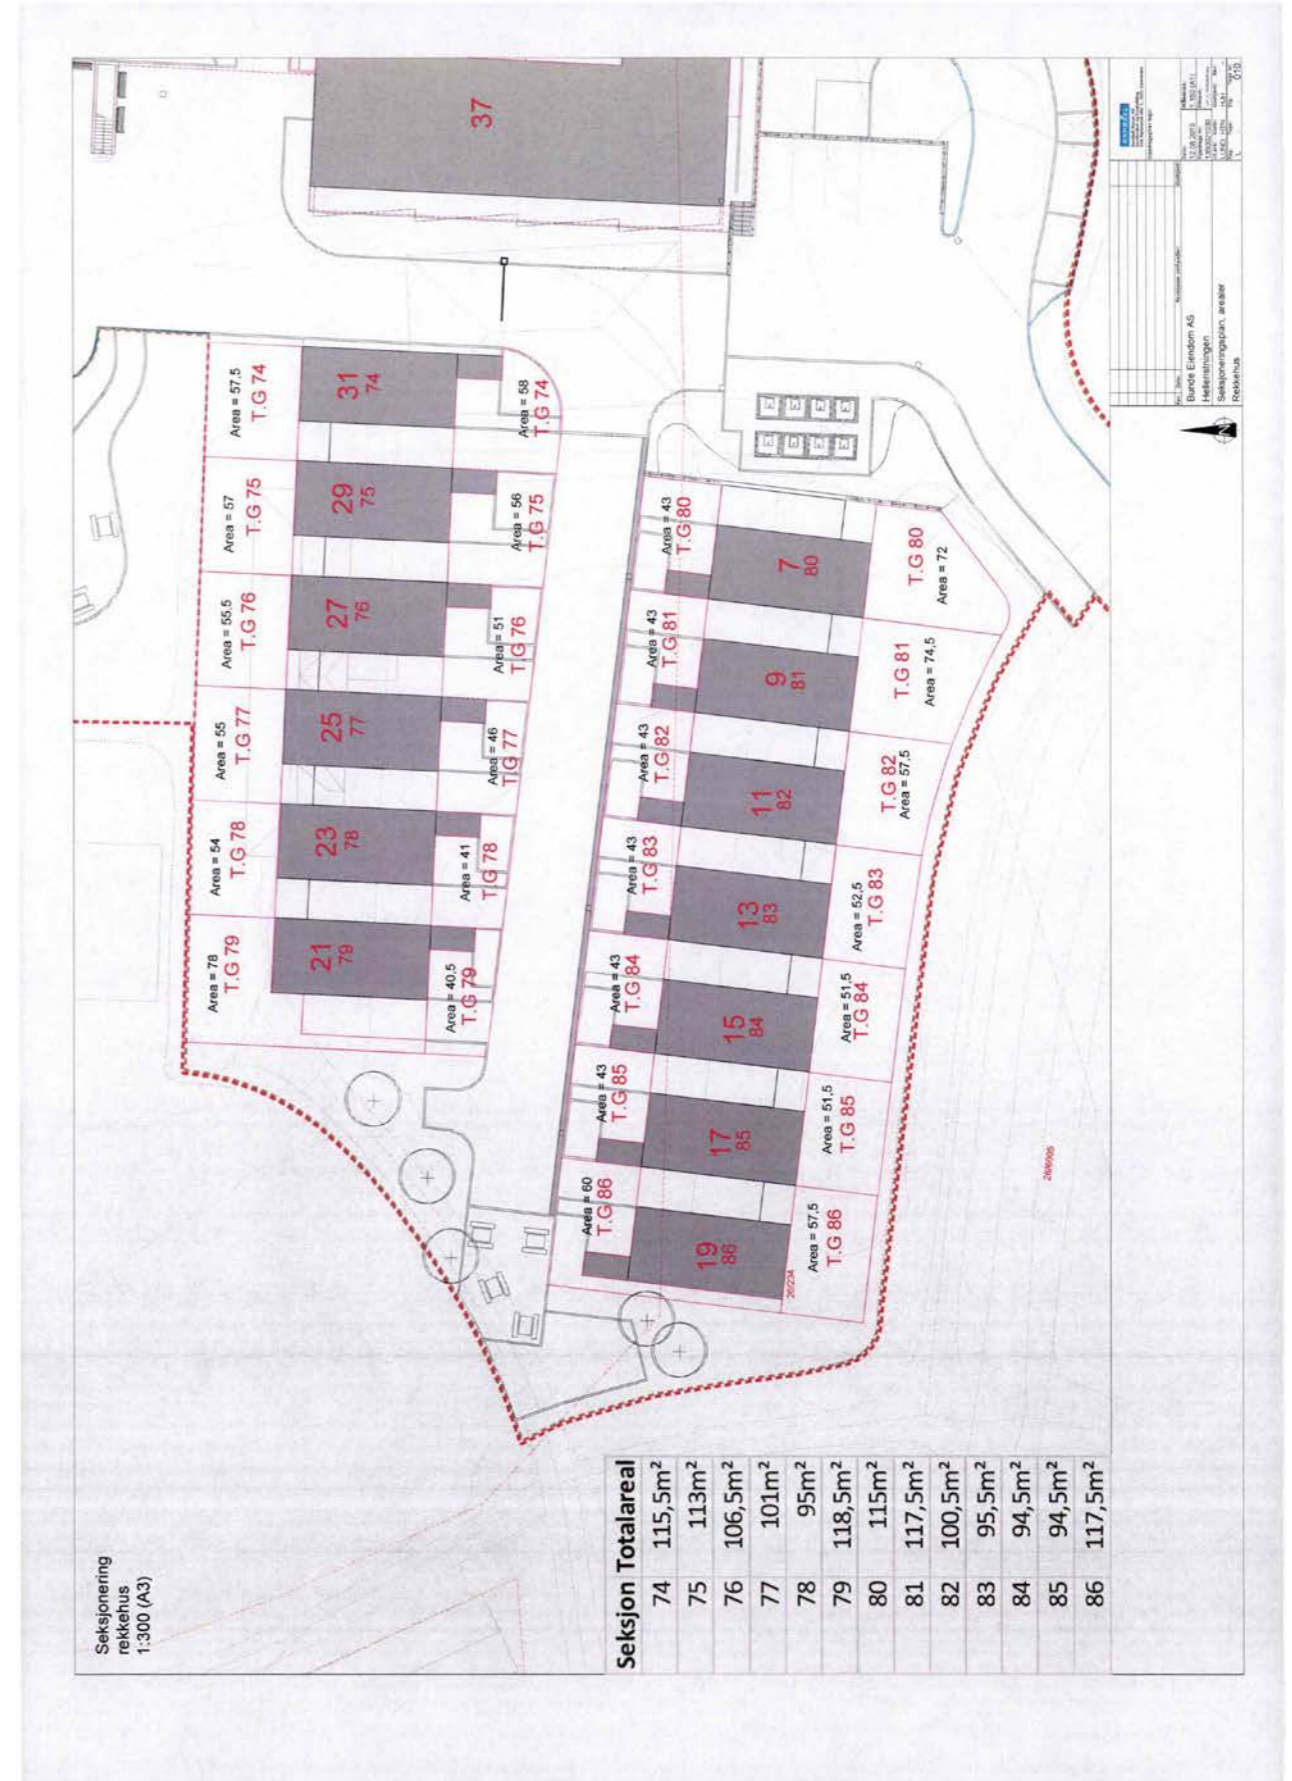 Seksjonering
rekkehus
1:300 (A3)
37
Area = 57,5
T.G 74
31
74
Area = 58
T.G 74
Area = 57
T.G 75
29
75
Area = 56
T.G 75
Area = 55,5
T.G 76
27
76
Area = 51
T.G 76
Area = 55
T.G 77
25
77
Area = 46
T.G 77
Area = 54
T.G 78
23
78
Area = 41
T.G 78
Area = 78
T.G 79
21
79
Area = 40,5
T.G 79
Area = 43
T.G 80
7
80
T.G 80
Area = 72
Area = 43
T.G 81
9
81
T.G 81
Area = 74,5
Area = 43
T.G 82
11
82
T.G 82
Area = 57,5
Area = 43
T.G 83
13
83
Area = 52,5
T.G 83
Area = 43
T.G 84
15
84
Area = 51,5
T.G 84
Area = 43
T.G 85
17
85
Area = 51,5
T.G 85
Area = 60
T.G 86
19
86
26/234
Area = 57,5
T.G 86
Seksjon Totalareal
74 115,5m²
75 113m²
76 106,5m²
77 101m²
78 95m²
79 118,5m²
80 115m²
81 117,5m²
82 100,5m²
83 95,5m²
84 94,5m²
85 94,5m²
86 117,5m²
Bunde Eiendom AS
Seksjoneringsplan, arealer
Rekkehus
N
010